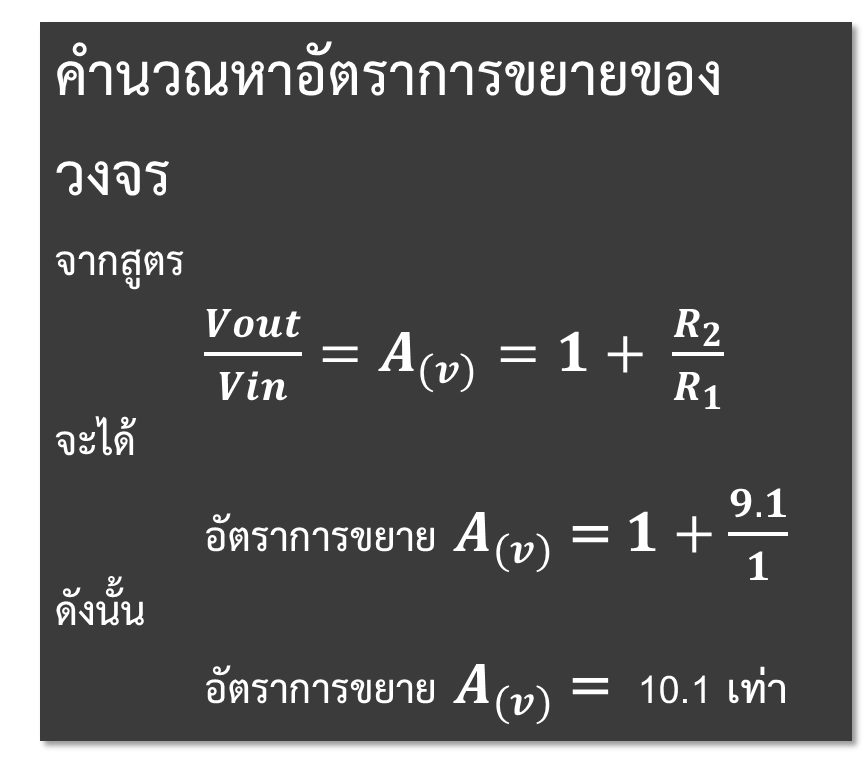 คำนวณหาอัตราการขยายของ
วงจร
จากสูตร
Vout/Vin = A(v) = 1 + R2/R1
จะได้
อัตราการขยาย A(v) = 1 + 9.1/1
ดังนั้น
อัตราการขยาย A(v) = 10.1 เท่า